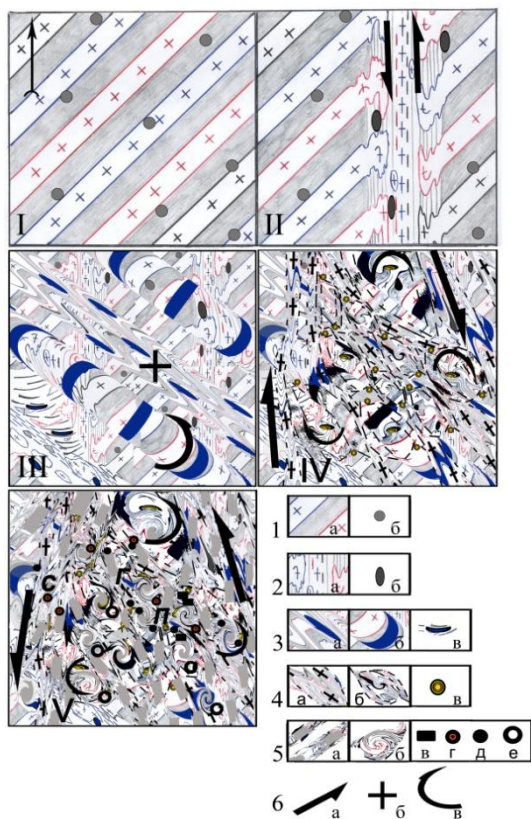 I
II
III
IV
V
с
г
л
а
1 а б
2 а б
3 а б в
4 а б в
5 а б в г д е
6 а б в